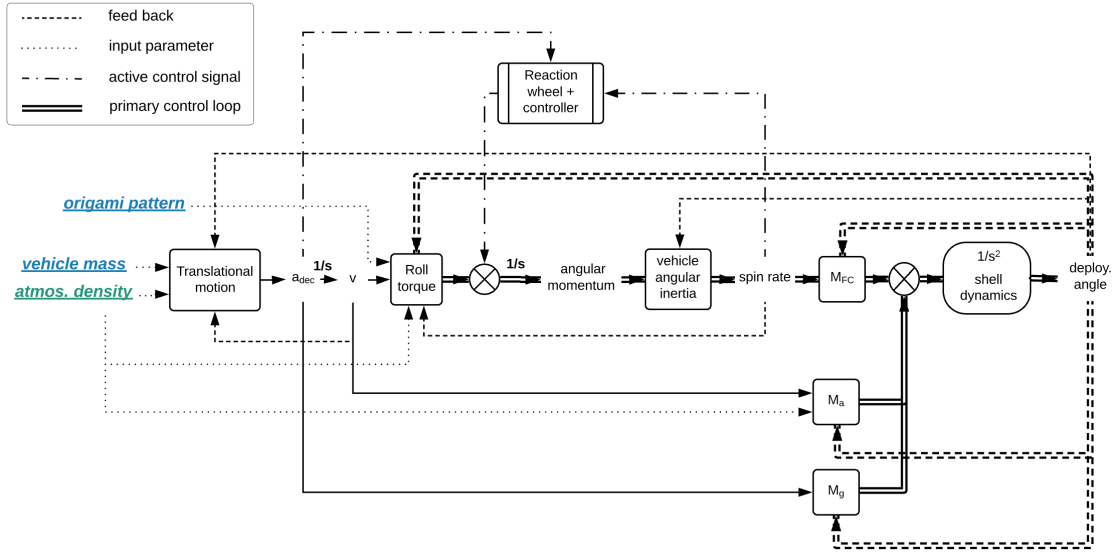 feed back
input parameter
active control signal
primary control loop
Reaction
wheel +
controller
origami pattern
vehicle mass
atmos. density
Translational
motion
a_dec
1/s
v
Roll
torque
1/s
angular
momentum
vehicle
angular
inertia
spin rate
M_FC
1/s²
shell
dynamics
deploy.
angle
M_a
M_g